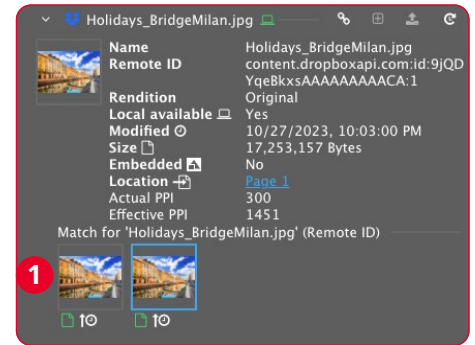 Holidays_BridgeMilan.jpg
Name Holidays_BridgeMilan.jpg
Remote ID content.dropboxapi.com:id:9jQD
YqeBkxsAAAAAAAACA:1
Rendition Original
Local available Yes
Modified 10/27/2023, 10:03:00 PM
Size 17,253,157 Bytes
Embedded No
Location Page 1
Actual PPI 300
Effective PPI 1451
Match for 'Holidays_BridgeMilan.jpg' (Remote ID)
1